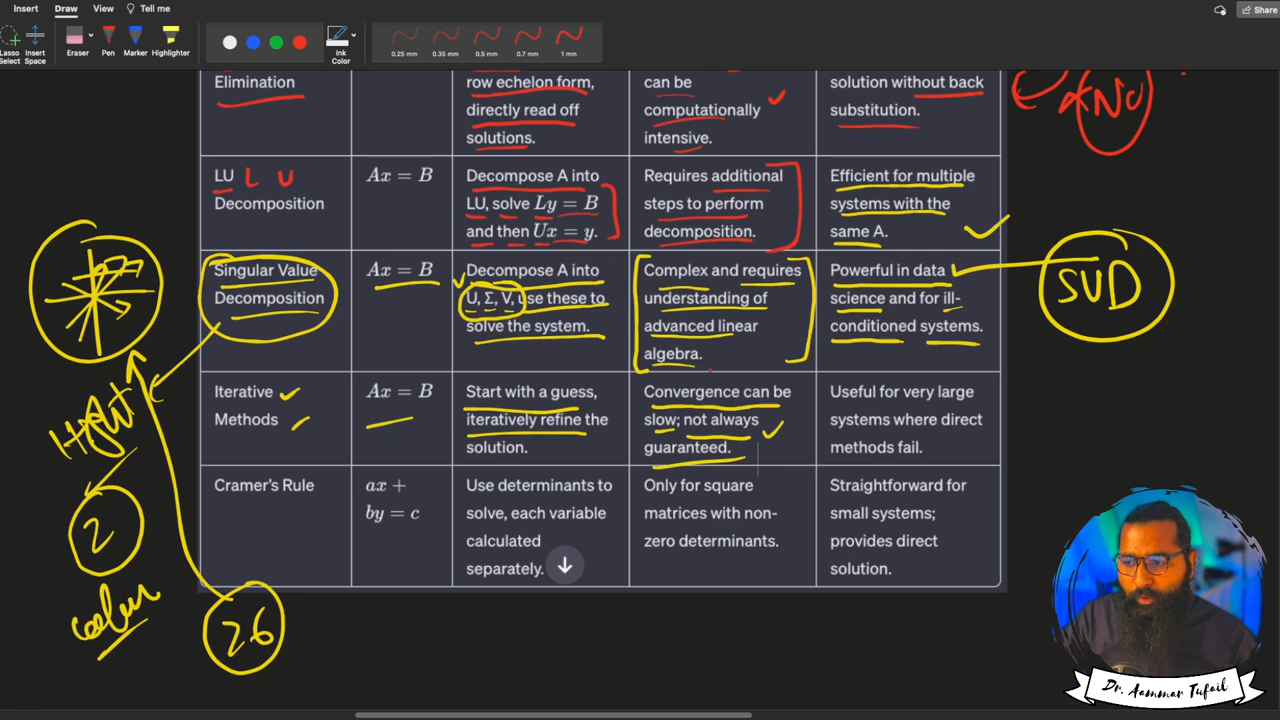 Insert Draw View Tell me
Share
Lasso Select
Insert Space
Eraser
Pen
Marker
Highlighter
Ink Color
0.25 mm 0.35 mm 0.5 mm 0.7 mm 1 mm
Elimination
row echelon form,
directly read off
solutions.
can be
computationally
intensive.
solution without back
substitution.
LU L U
Decomposition
Ax = B
Decompose A into
LU, solve Ly = B
and then Ux = y.
Requires additional
steps to perform
decomposition.
Efficient for multiple
systems with the
same A.
Singular Value
Decomposition
Ax = B
Decompose A into
U, Σ, V, use these to
solve the system.
Complex and requires
understanding of
advanced linear
algebra.
Powerful in data
science and for ill-
conditioned systems.
SVD
Iterative
Methods
Ax = B
Start with a guess,
iteratively refine the
solution.
Convergence can be
slow; not always
guaranteed.
Useful for very large
systems where direct
methods fail.
Cramer's Rule
ax +
by = c
Use determinants to
solve, each variable
calculated
separately.
Only for square
matrices with non-
zero determinants.
Straightforward for
small systems;
provides direct
solution.
2
26
Dr. Aammar Tufail